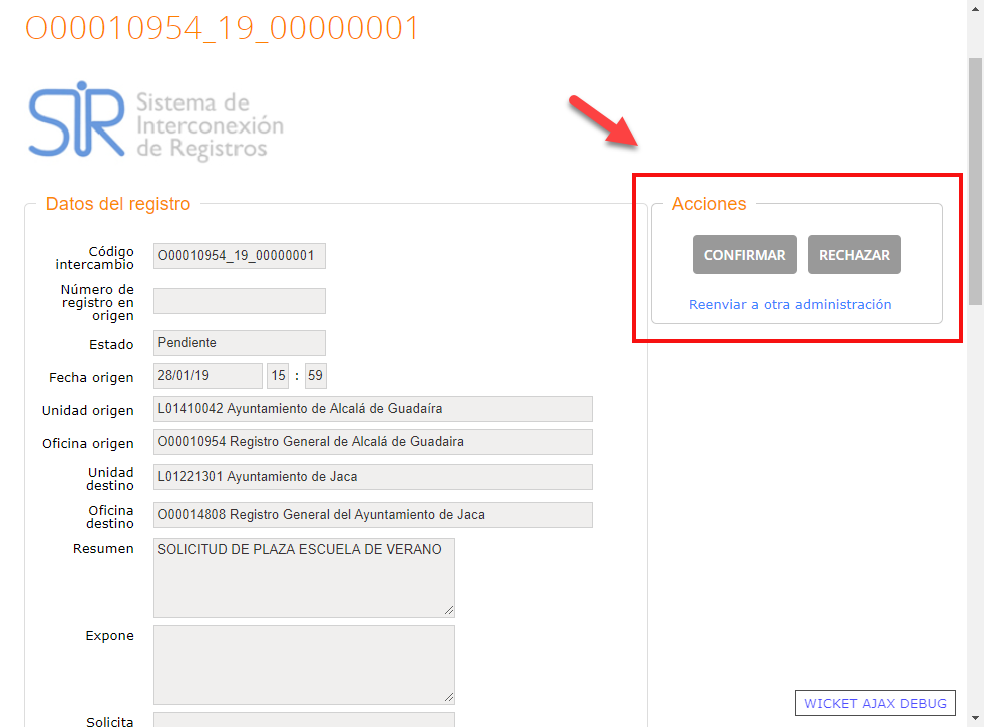 O00010954_19_00000001
SIR Sistema de
Interconexión
de Registros
Datos del registro
Código
intercambio
O00010954_19_00000001
Número de
registro en
origen
Estado
Pendiente
Fecha origen
28/01/19 15 : 59
Unidad origen
L01410042 Ayuntamiento de Alcalá de Guadaíra
Oficina origen
O00010954 Registro General de Alcalá de Guadaira
Unidad
destino
L01221301 Ayuntamiento de Jaca
Oficina
destino
O00014808 Registro General del Ayuntamiento de Jaca
Resumen
SOLICITUD DE PLAZA ESCUELA DE VERANO
Expone
Solicita
Acciones
CONFIRMAR RECHAZAR
Reenviar a otra administración
WICKET AJAX DEBUG